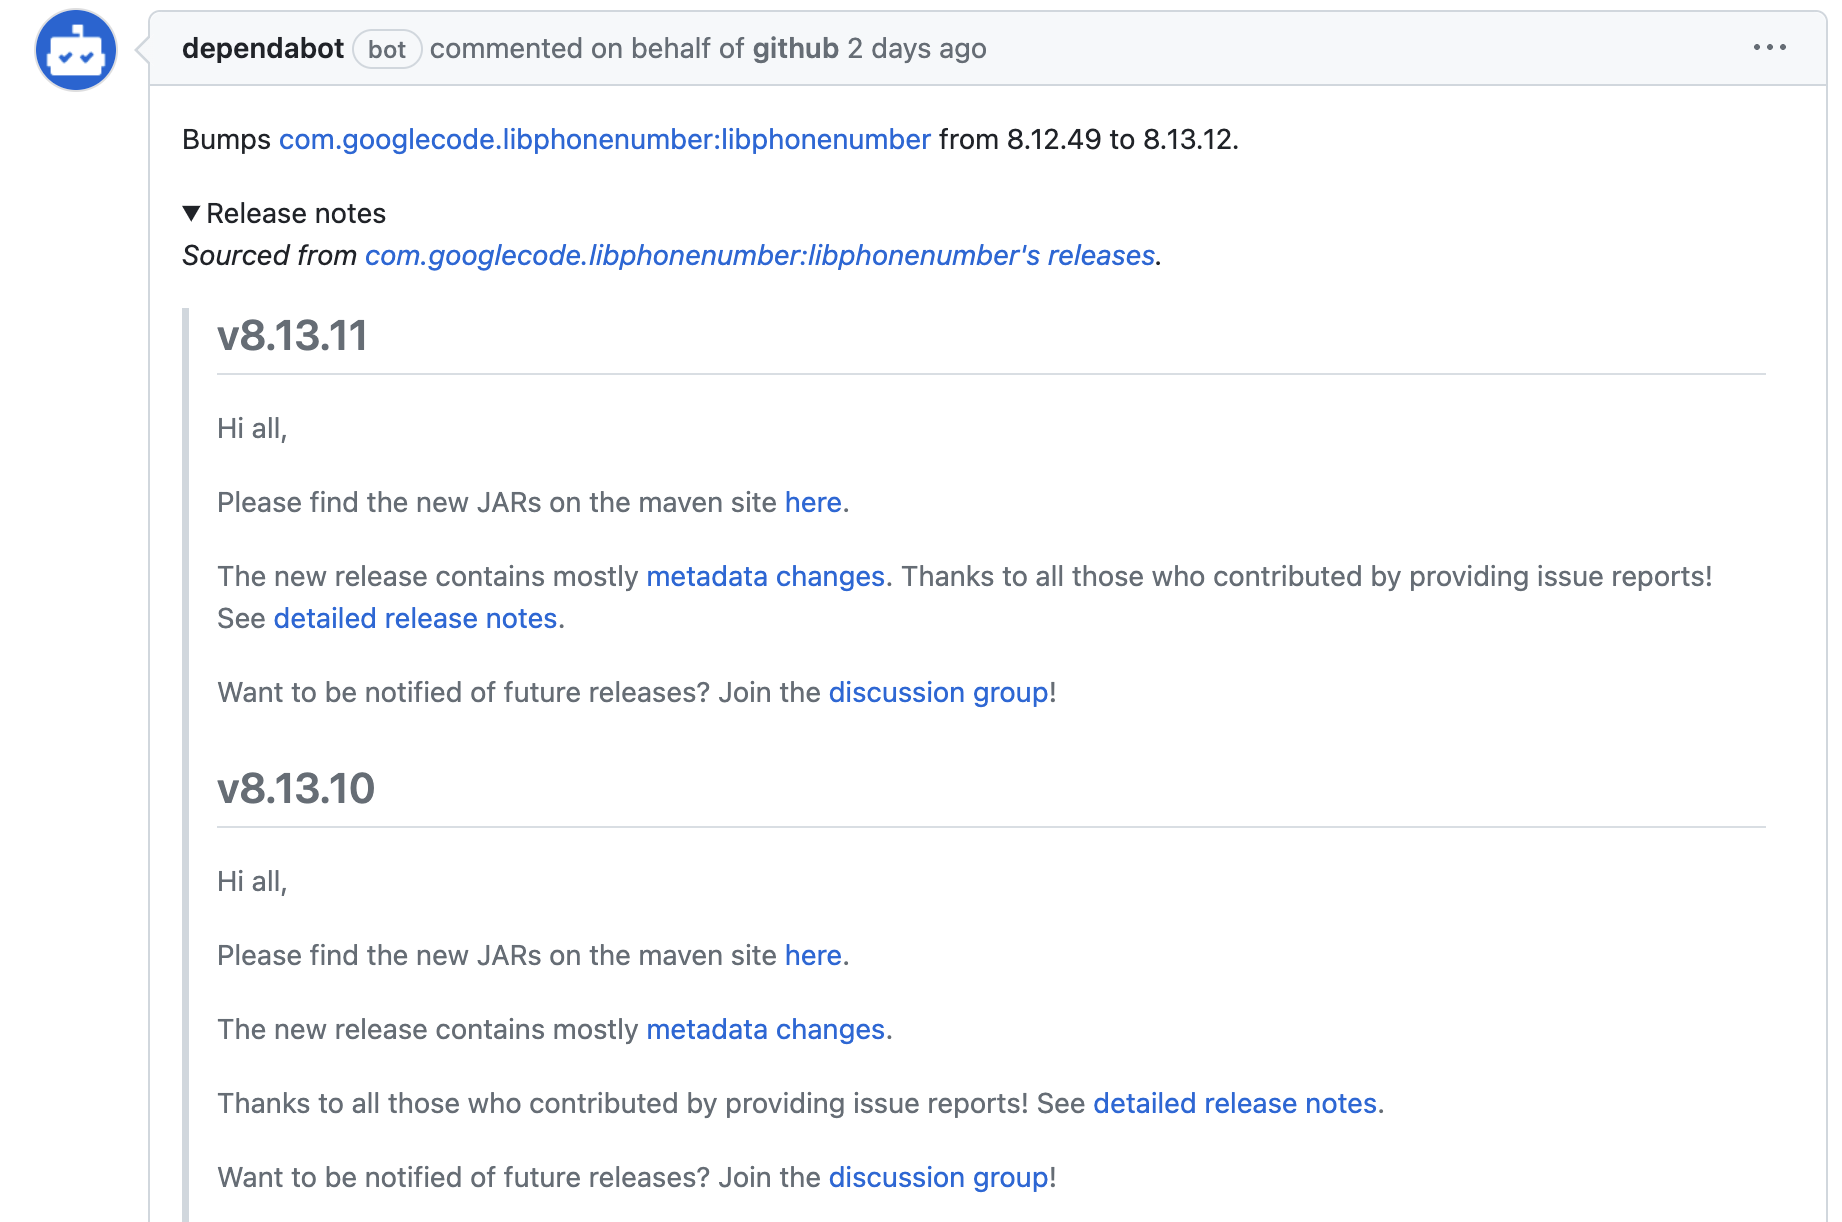 dependabot bot commented on behalf of github 2 days ago
Bumps com.googlecode.libphonenumber:libphonenumber from 8.12.49 to 8.13.12.
Release notes
Sourced from com.googlecode.libphonenumber:libphonenumber's releases.
v8.13.11
Hi all,
Please find the new JARs on the maven site here.
The new release contains mostly metadata changes. Thanks to all those who contributed by providing issue reports!
See detailed release notes.
Want to be notified of future releases? Join the discussion group!
v8.13.10
Hi all,
Please find the new JARs on the maven site here.
The new release contains mostly metadata changes.
Thanks to all those who contributed by providing issue reports! See detailed release notes.
Want to be notified of future releases? Join the discussion group!